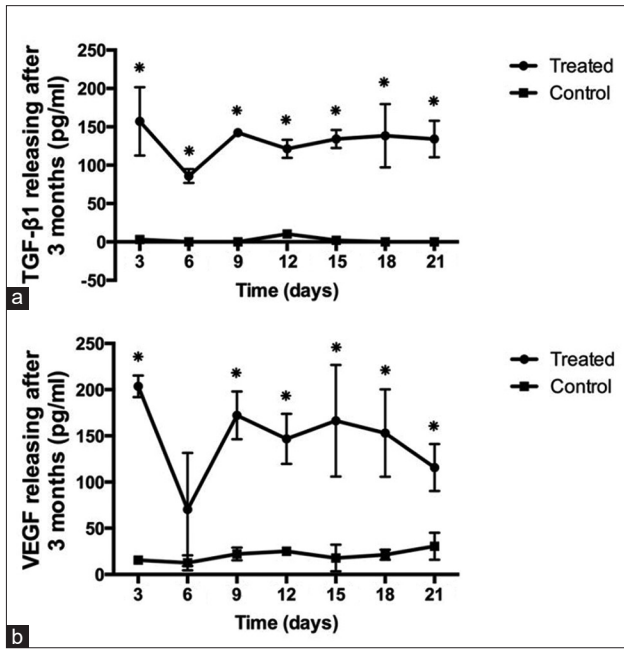 TGF-β1 releasing after
3 months (pg/ml)
250
200
150
100
50
0
-50
*
*
*
*
*
*
*
Treated
Control
3 6 9 12 15 18 21
Time (days)
a
VEGF releasing after
3 months (pg/ml)
250
200
150
100
50
0
*
*
*
*
*
*
Treated
Control
3 6 9 12 15 18 21
Time (days)
b